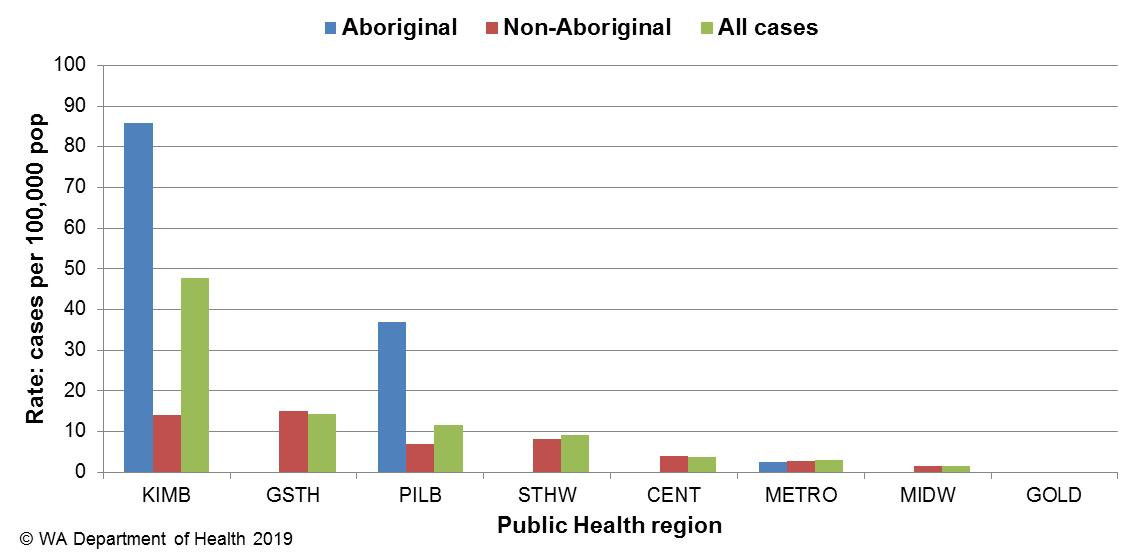 Aboriginal Non-Aboriginal All cases
100
90
80
70
60
50
40
30
20
10
0
Rate: cases per 100,000 pop
KIMB GSTH PILB STHW CENT METRO MIDW GOLD
Public Health region
© WA Department of Health 2019